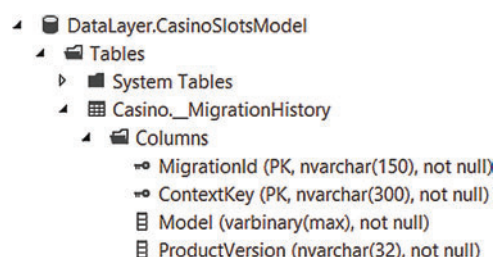 DataLayer.CasinoSlotsModel
Tables
System Tables
Casino.__MigrationHistory
Columns
MigrationId (PK, nvarchar(150), not null)
ContextKey (PK, nvarchar(300), not null)
Model (varbinary(max), not null)
ProductVersion (nvarchar(32), not null)